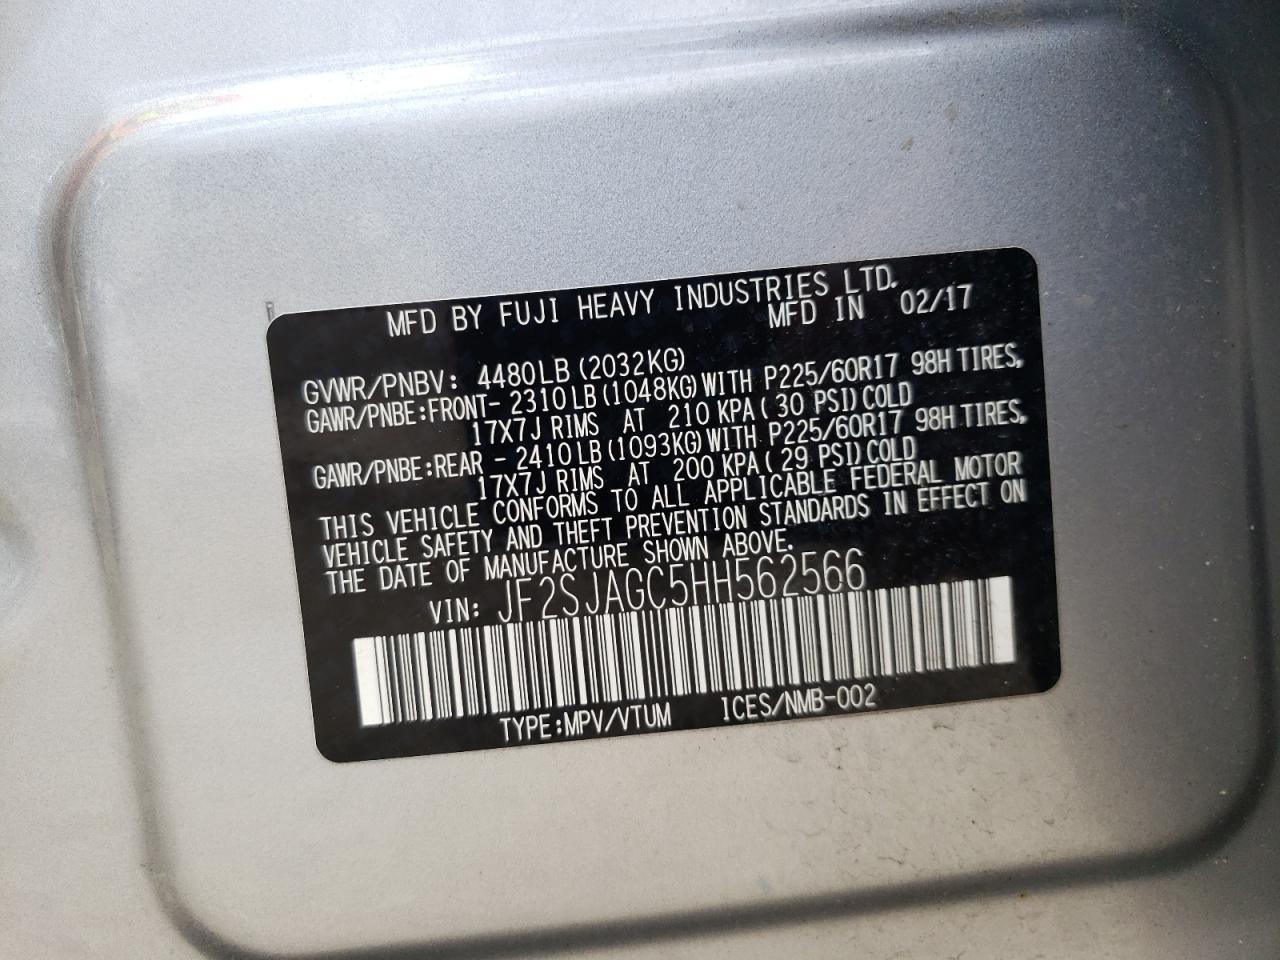 MFD BY FUJI HEAVY INDUSTRIES LTD.
MFD IN 02/17
GVWR/PNBV: 4480LB (2032KG)
GAWR/PNBE:FRONT- 2310LB(1048KG)WITH P225/60R17 98H TIRES,
17X7J RIMS AT 210 KPA( 30 PSI)COLD
GAWR/PNBE:REAR - 2410LB(1093KG)WITH P225/60R17 98H TIRES,
17X7J RIMS AT 200 KPA( 29 PSI)COLD
THIS VEHICLE CONFORMS TO ALL APPLICABLE FEDERAL MOTOR
VEHICLE SAFETY AND THEFT PREVENTION STANDARDS IN EFFECT ON
THE DATE OF MANUFACTURE SHOWN ABOVE.
VIN: JF2SJAGC5HH562566
TYPE:MPV/VTUM ICES/NMB-002